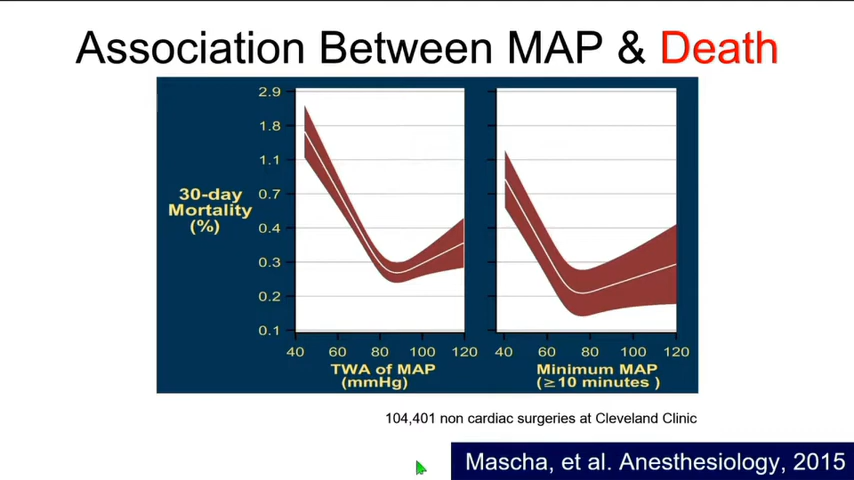 Association Between MAP & Death
2.9
1.8
1.1
0.7
0.4
0.3
0.2
0.1
30-day
Mortality
(%)
40 60 80 100 120
TWA of MAP
(mmHg)
40 60 80 100 120
Minimum MAP
(≥10 minutes )
104,401 non cardiac surgeries at Cleveland Clinic
Mascha, et al. Anesthesiology, 2015